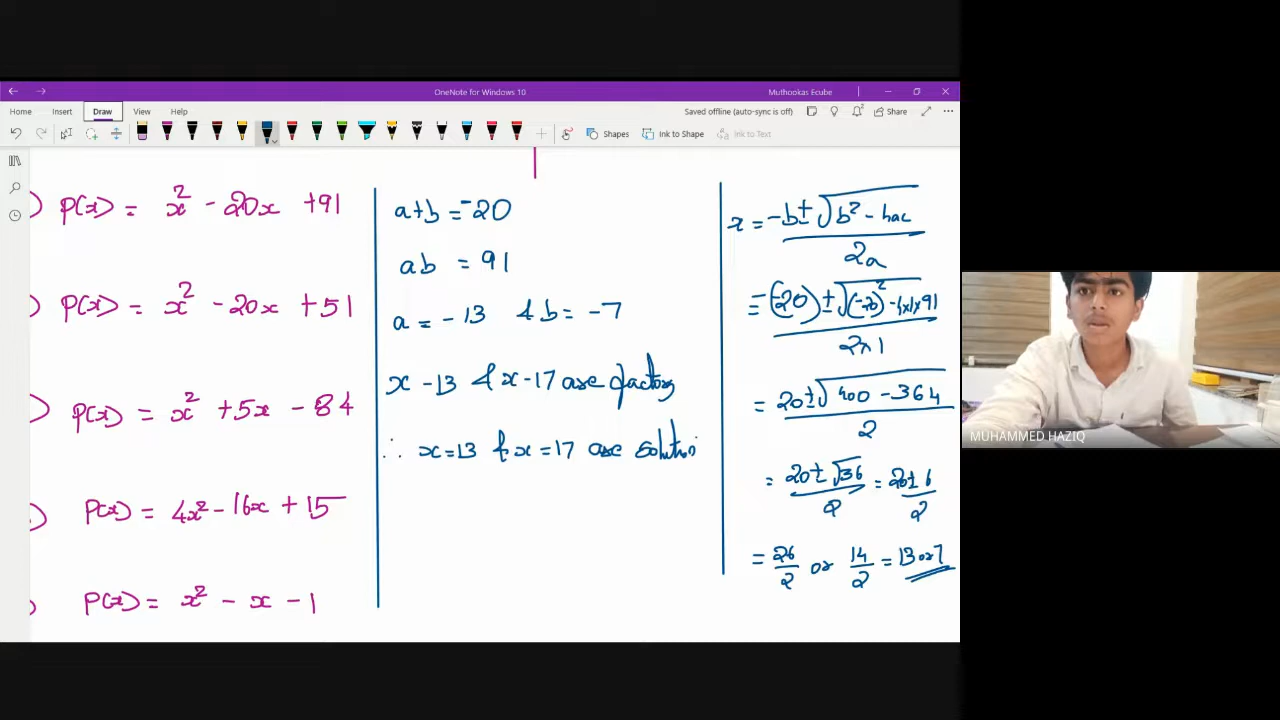 OneNote for Windows 10
Muthookas Ecube
Home Insert Draw View Help
Saved offline (auto-sync is off)
Share
Shapes
Ink to Shape
Ink to Text
) P(x) = x² - 20x + 91
) P(x) = x² - 20x + 51
) P(x) = x² + 5x - 84
) P(x) = 4x² - 16x + 15
) P(x) = x² - x - 1
a+b = -20
ab = 91
a = -13 & b = -7
x - 13 & x - 17 are factors
∴ x = 13 & x = 17 are solution
x = -b ± √b² - 4ac / 2a
= -(-20) ± √(-20)² - 4×1×91 / 2×1
= 20 ± √400 - 364 / 2
= 20 ± √36 / 2 = 20 ± 6 / 2
= 26/2 or 14/2 = 13 or 7
MUHAMMED HAZIQ